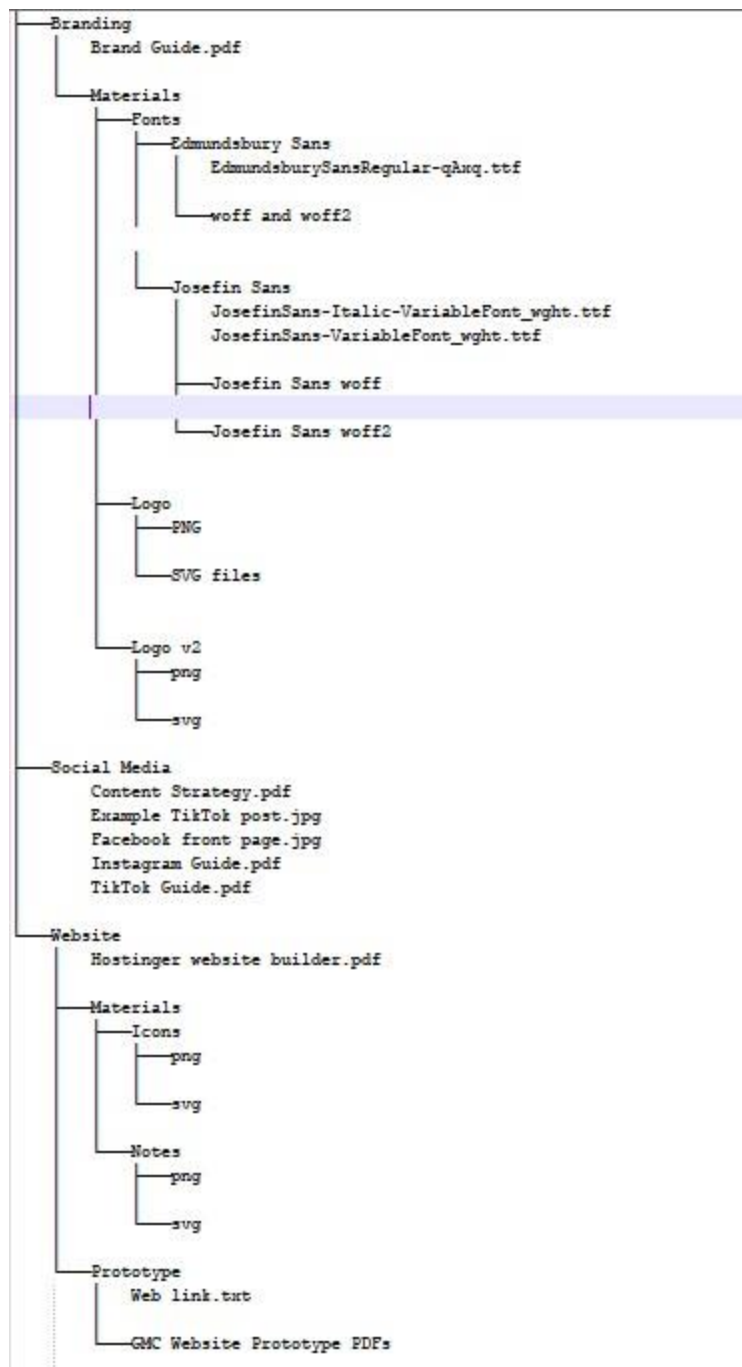 Branding
Brand Guide.pdf
Materials
Fonts
Edmundsbury Sans
EdmundsburySansRegular-qAxq.ttf
woff and woff2
Josefin Sans
JosefinSans-Italic-VariableFont_wght.ttf
JosefinSans-VariableFont_wght.ttf
Josefin Sans woff
Josefin Sans woff2
Logo
PNG
SVG files
Logo v2
png
svg
Social Media
Content Strategy.pdf
Example TikTok post.jpg
Facebook front page.jpg
Instagram Guide.pdf
TikTok Guide.pdf
Website
Hostinger website builder.pdf
Materials
Icons
png
svg
Notes
png
svg
Prototype
Web link.txt
GMC Website Prototype PDFs